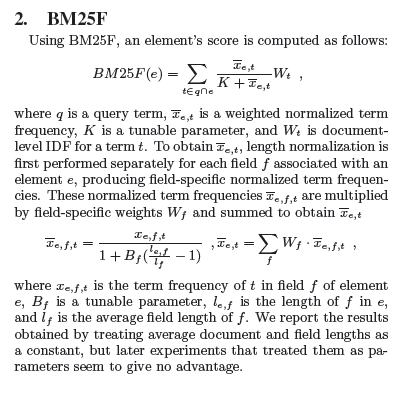 2. BM25F
Using BM25F, an element's score is computed as follows:
BM25F(e) = ∑_{t∈q∩e} \frac{\overline{x}_{e,t}}{K + \overline{x}_{e,t}} W_t ,
where q is a query term, \overline{x}_{e,t} is a weighted normalized term
frequency, K is a tunable parameter, and W_t is document-
level IDF for a term t. To obtain \overline{x}_{e,t}, length normalization is
first performed separately for each field f associated with an
element e, producing field-specific normalized term frequen-
cies. These normalized term frequencies \overline{x}_{e,f,t} are multiplied
by field-specific weights W_f and summed to obtain \overline{x}_{e,t}
\overline{x}_{e,f,t} = \frac{x_{e,f,t}}{1 + B_f(\frac{l_{e,f}}{l_f} − 1)} , \overline{x}_{e,t} = ∑_f W_f · \overline{x}_{e,f,t} ,
where x_{e,f,t} is the term frequency of t in field f of element
e, B_f is a tunable parameter, l_{e,f} is the length of f in e,
and l_f is the average field length of f. We report the results
obtained by treating average document and field lengths as
a constant, but later experiments that treated them as pa-
rameters seem to give no advantage.